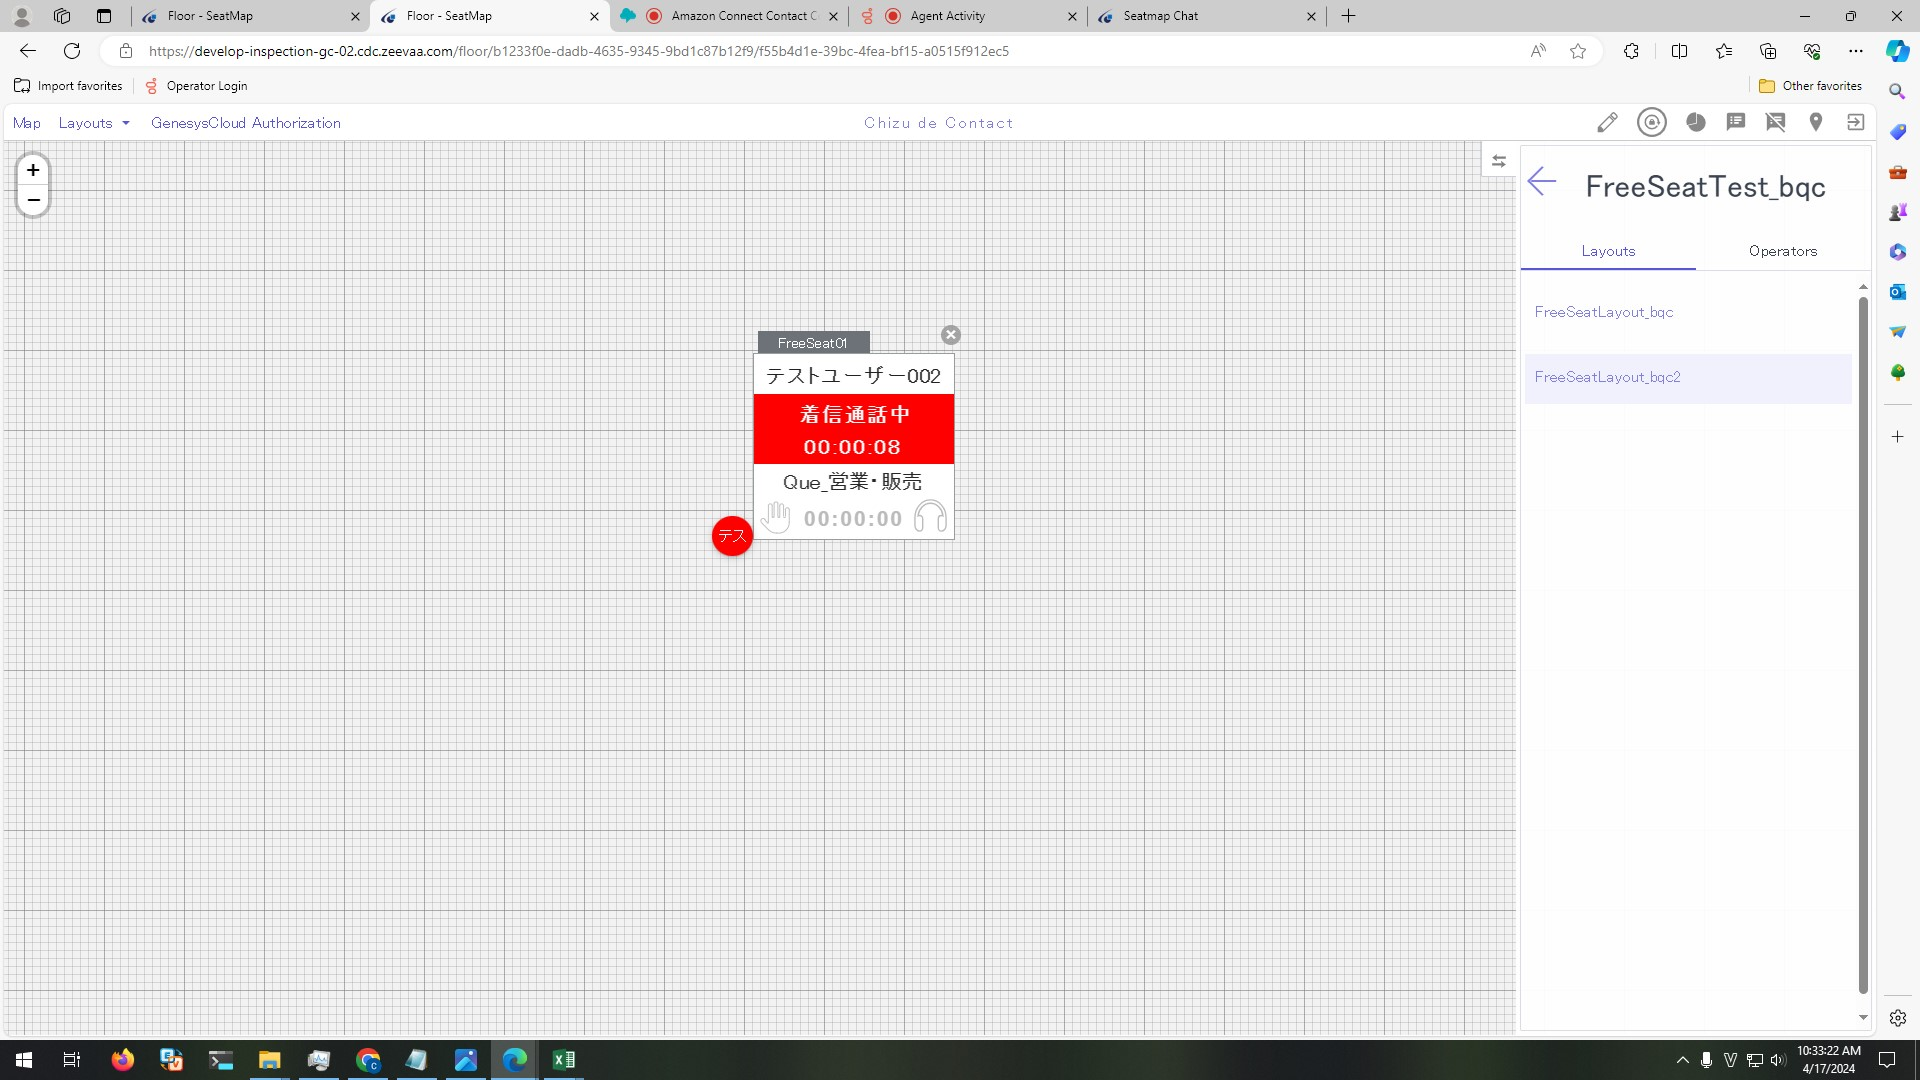 Floor - SeatMap
Floor - SeatMap
Amazon Connect Contact C
Agent Activity
Seatmap Chat
https://develop-inspection-gc-02.cdc.zeevaa.com/floor/b1233f0e-dadb-4635-9345-9bd1c87b12f9/f55b4d1e-39bc-4fea-bf15-a0515f912ec5
Import favorites
Operator Login
Other favorites
Map
Layouts
GenesysCloud Authorization
Chizu de Contact
+
−
FreeSeatTest_bqc
Layouts
Operators
FreeSeatLayout_bqc
FreeSeatLayout_bqc2
FreeSeat01
テストユーザー002
着信通話中
00:00:08
Que_営業・販売
00:00:00
テス
10:33:22 AM
4/17/2024